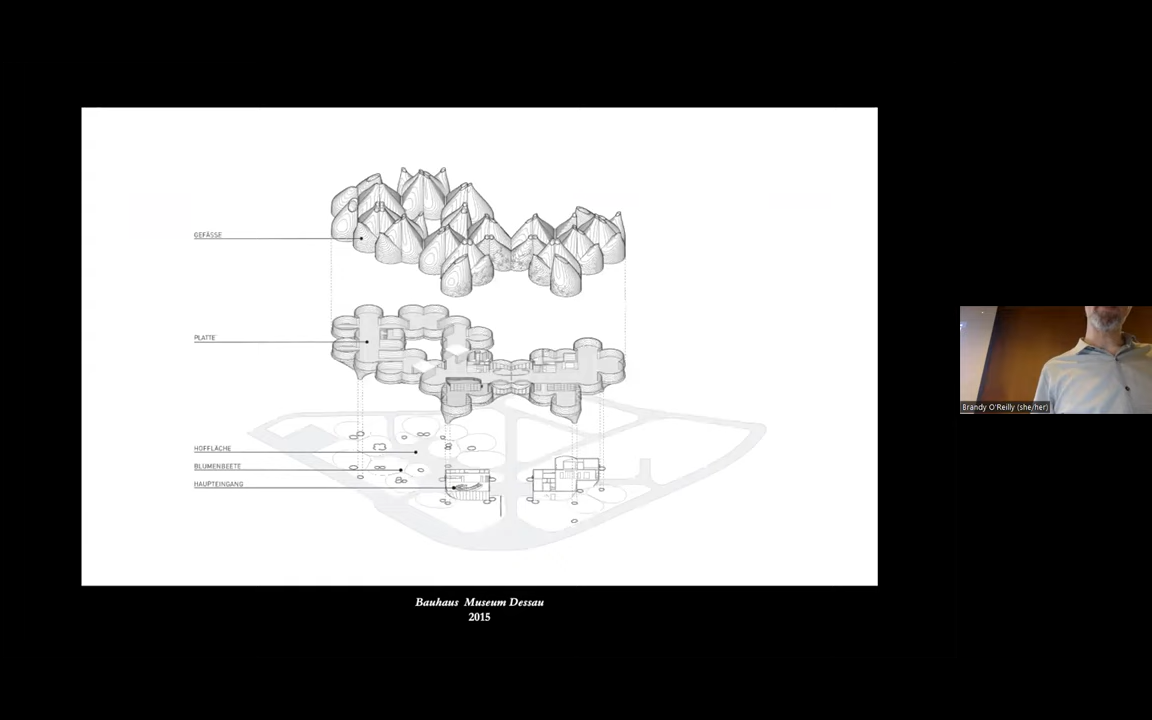 GEFÄSSE
PLATTE
HOFFLÄCHE
BLUMENBEETE
HAUPTEINGANG
Bauhaus Museum Dessau
2015
Brandy O'Reilly (she/her)